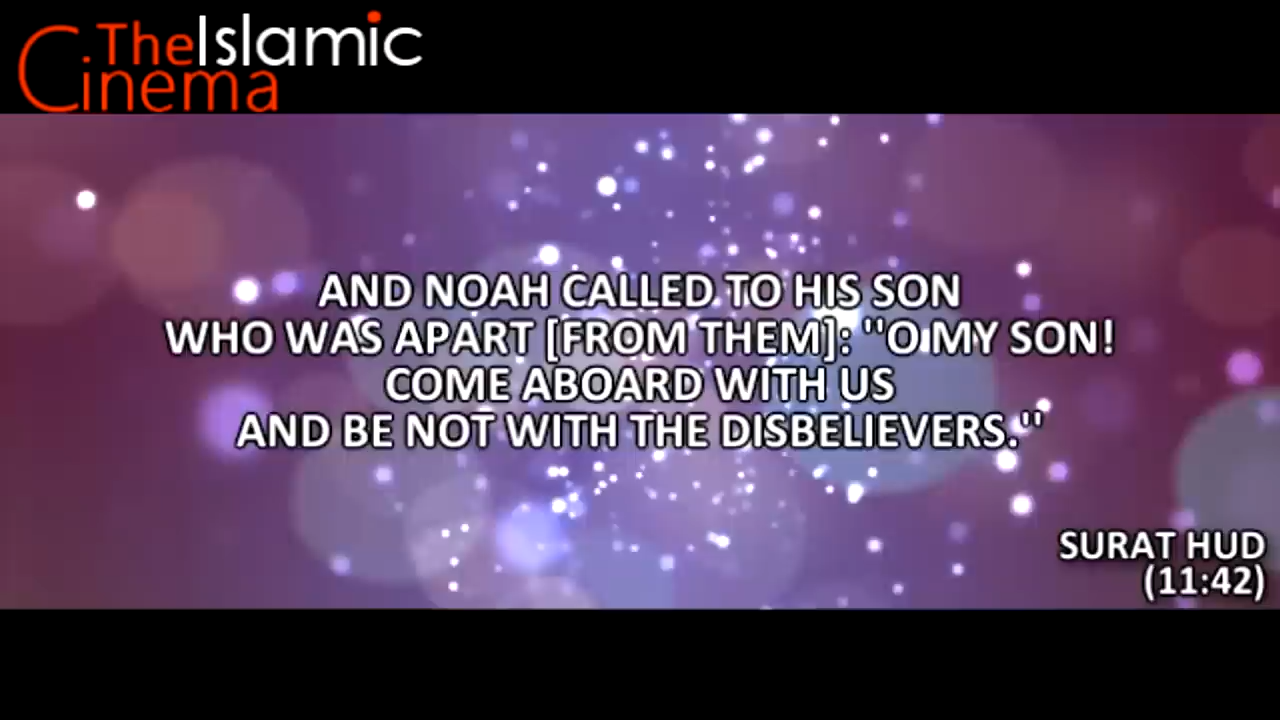 TheIslamic
Cinema
AND NOAH CALLED TO HIS SON
WHO WAS APART [FROM THEM]: "O MY SON!
COME ABOARD WITH US
AND BE NOT WITH THE DISBELIEVERS."
SURAT HUD
(11:42)